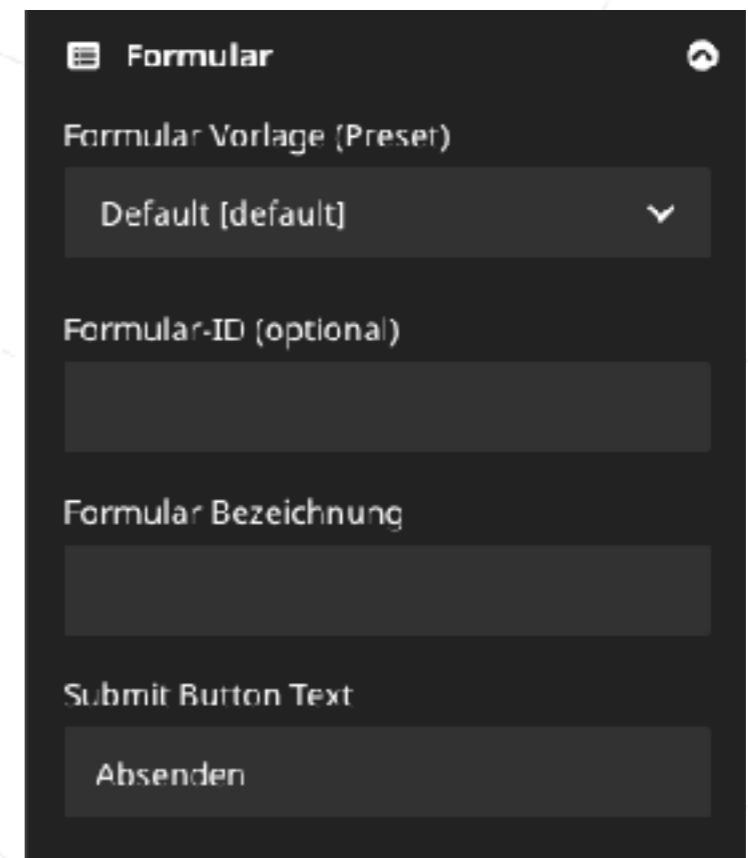 Formular
Formular Vorlage (Preset)
Default [default]
Formular-ID (optional)
Formular Bezeichnung
Submit Button Text
Absenden